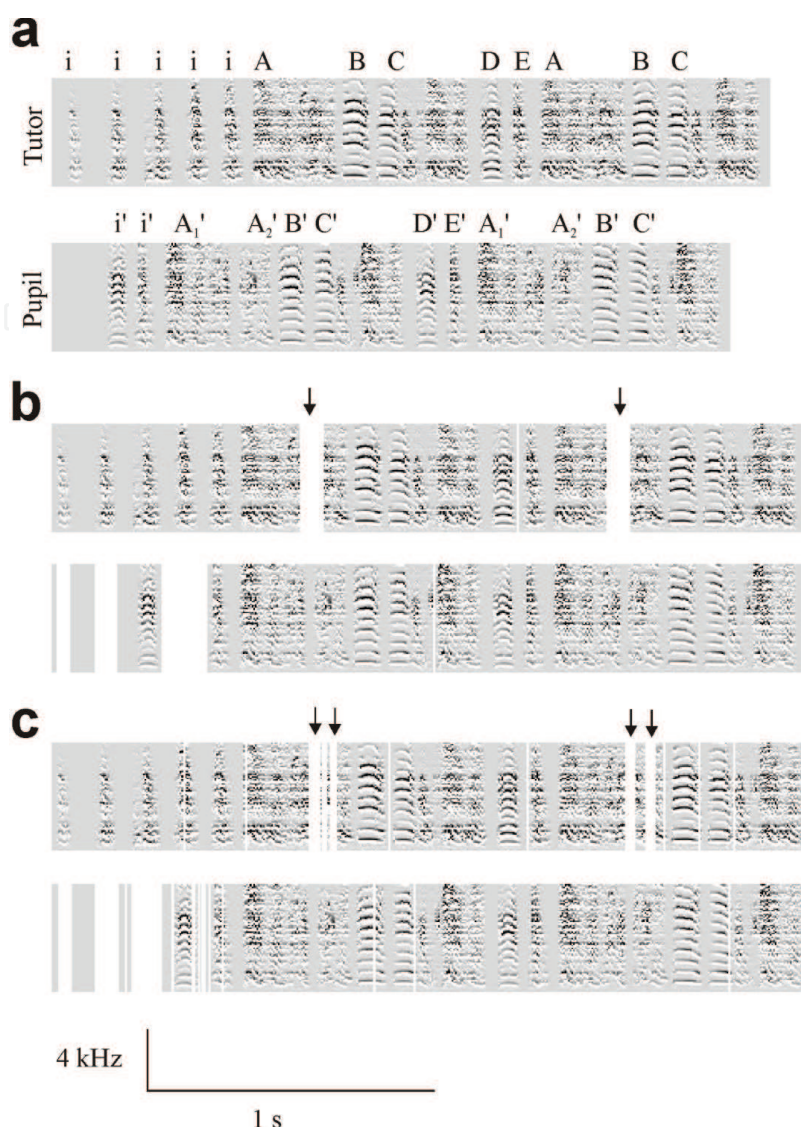 a
i i i i i A B C D E A B C
Tutor
i' i' A₁' A₂' B' C' D' E' A₁' A₂' B' C'
Pupil
b
c
4 kHz
1 s